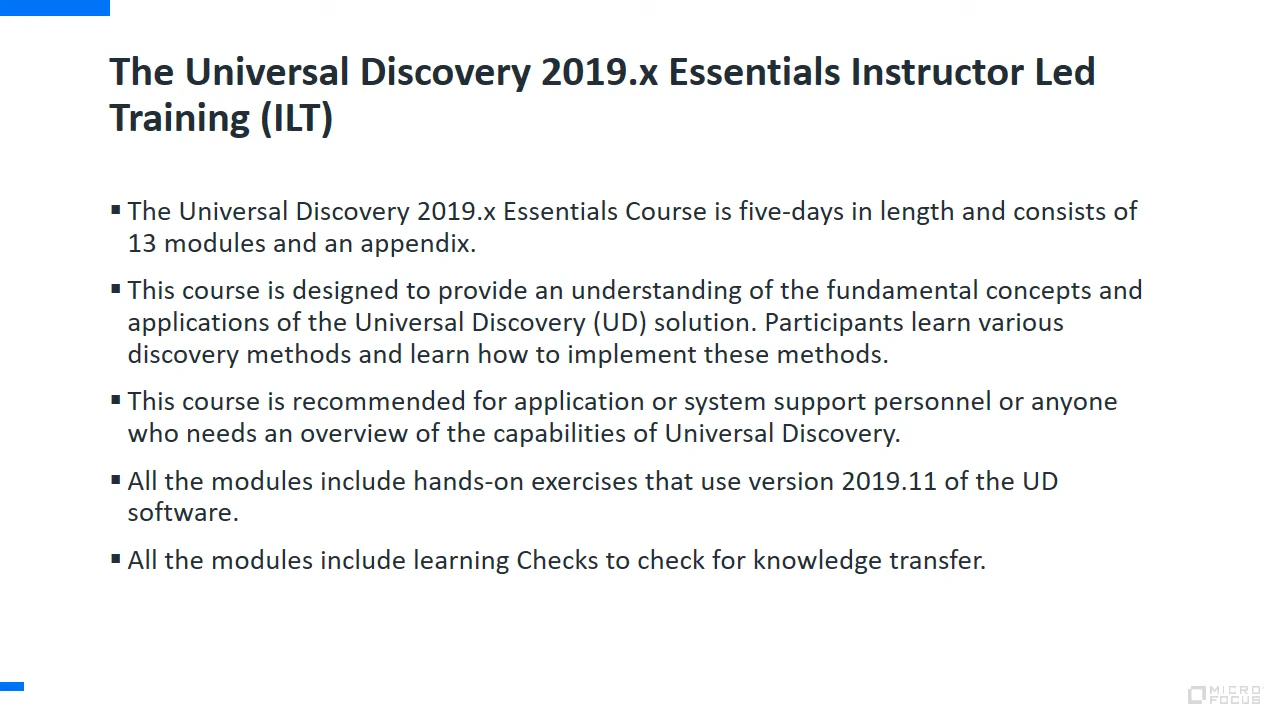 The Universal Discovery 2019.x Essentials Instructor Led
Training (ILT)
▪ The Universal Discovery 2019.x Essentials Course is five-days in length and consists of
13 modules and an appendix.
▪ This course is designed to provide an understanding of the fundamental concepts and
applications of the Universal Discovery (UD) solution. Participants learn various
discovery methods and learn how to implement these methods.
▪ This course is recommended for application or system support personnel or anyone
who needs an overview of the capabilities of Universal Discovery.
▪ All the modules include hands-on exercises that use version 2019.11 of the UD
software.
▪ All the modules include learning Checks to check for knowledge transfer.
MICRO
FOCUS